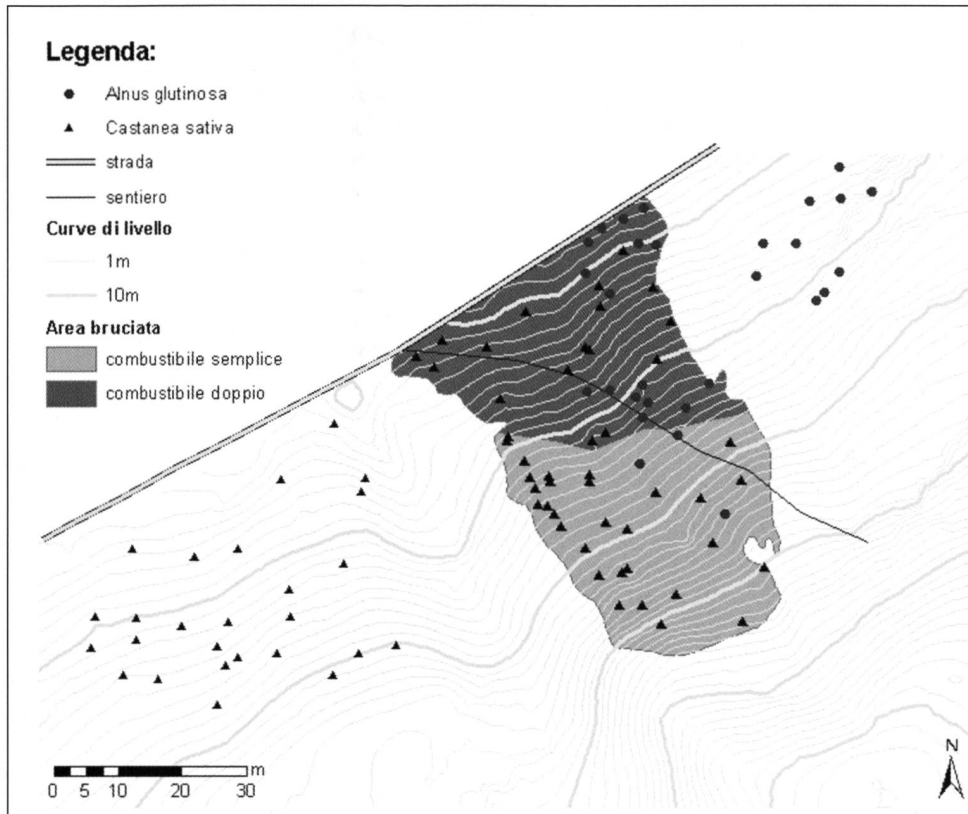 Legenda:
Alnus glutinosa
Castanea sativa
strada
sentiero
Curve di livello
1m
10m
Area bruciata
combustibile semplice
combustibile doppio
m
0 5 10 20 30
N